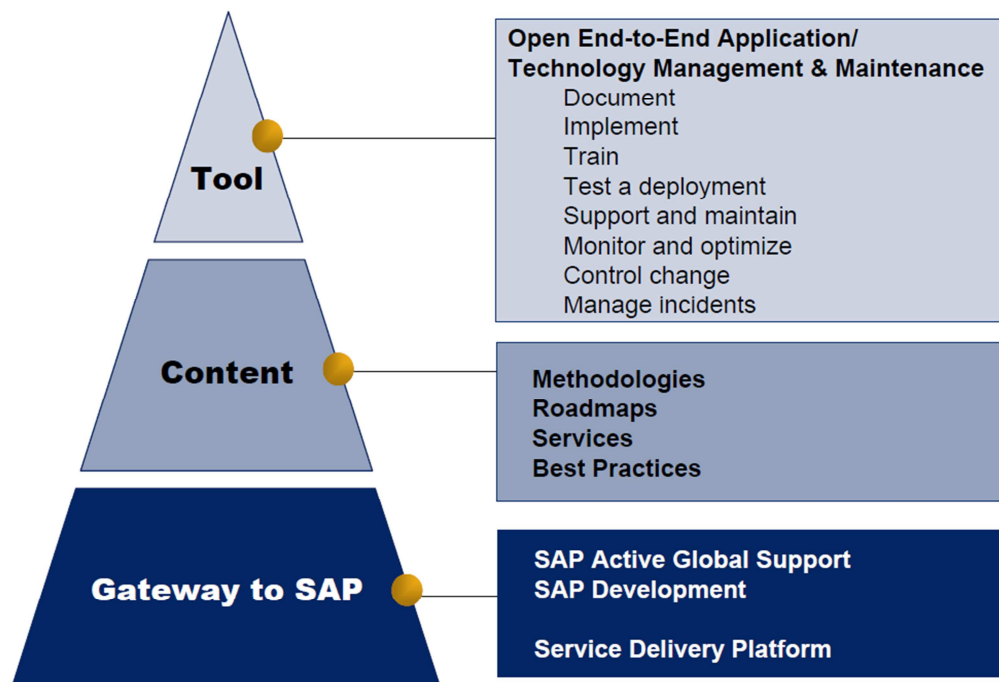 Tool
Open End-to-End Application/
Technology Management & Maintenance
Document
Implement
Train
Test a deployment
Support and maintain
Monitor and optimize
Control change
Manage incidents
Content
Methodologies
Roadmaps
Services
Best Practices
Gateway to SAP
SAP Active Global Support
SAP Development
Service Delivery Platform